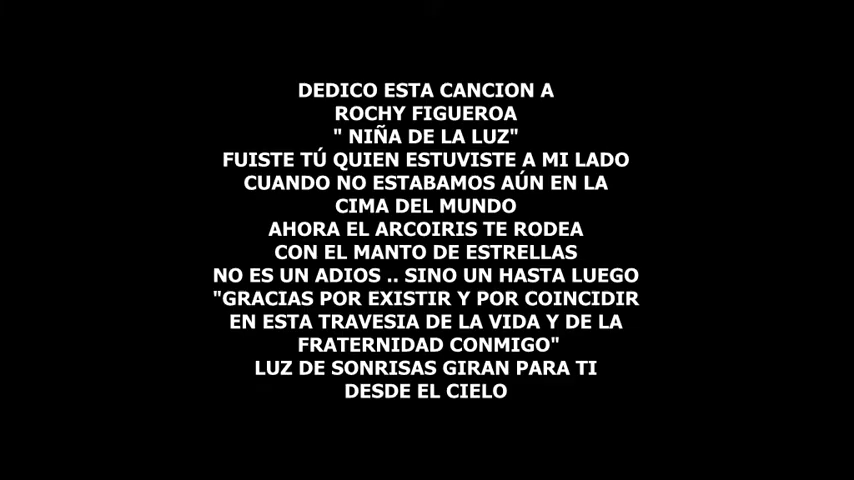 DEDICO ESTA CANCION A
ROCHY FIGUEROA
" NIÑA DE LA LUZ"
FUISTE TÚ QUIEN ESTUVISTE A MI LADO
CUANDO NO ESTABAMOS AÚN EN LA
CIMA DEL MUNDO
AHORA EL ARCOIRIS TE RODEA
CON EL MANTO DE ESTRELLAS
NO ES UN ADIOS .. SINO UN HASTA LUEGO
"GRACIAS POR EXISTIR Y POR COINCIDIR
EN ESTA TRAVESIA DE LA VIDA Y DE LA
FRATERNIDAD CONMIGO"
LUZ DE SONRISAS GIRAN PARA TI
DESDE EL CIELO